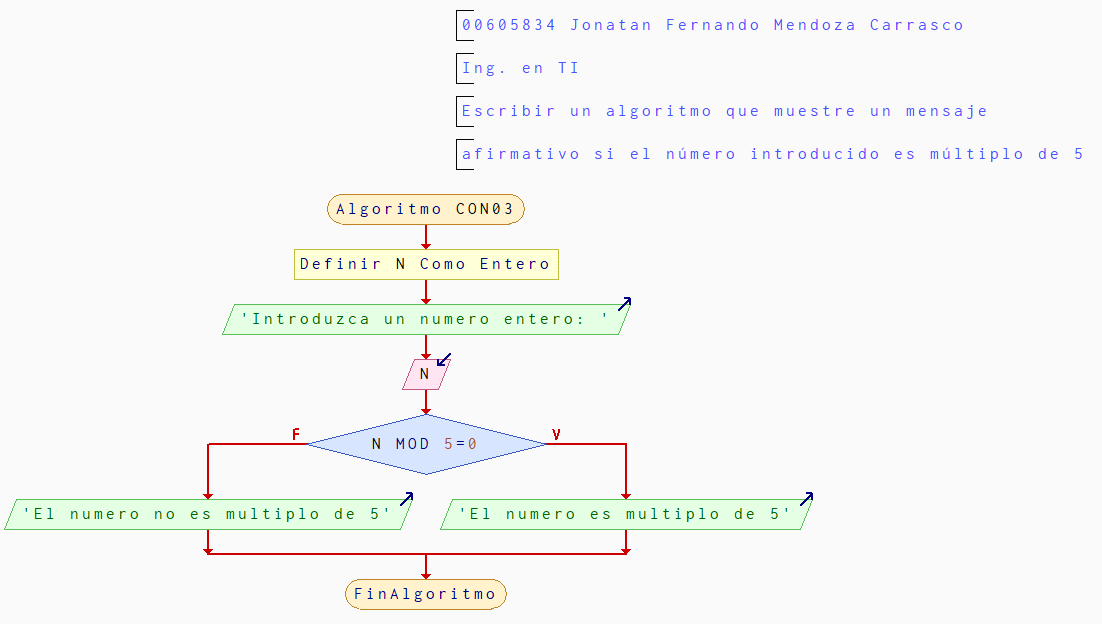 00605834 Jonatan Fernando Mendoza Carrasco
Ing. en TI
Escribir un algoritmo que muestre un mensaje
afirmativo si el número introducido es múltiplo de 5
Algoritmo CON03
Definir N Como Entero
'Introduzca un numero entero: '
N
F
N MOD 5=0
V
'El numero no es multiplo de 5'
'El numero es multiplo de 5'
FinAlgoritmo